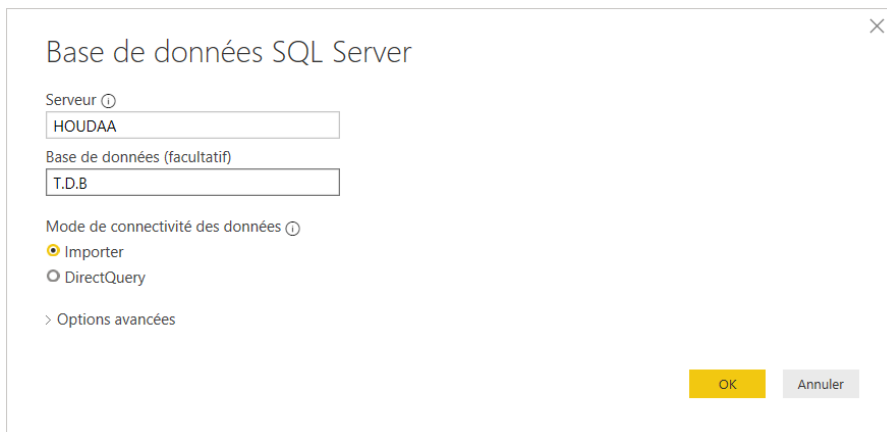 Base de données SQL Server
Serveur
HOUDAA
Base de données (facultatif)
T.D.B
Mode de connectivité des données
Importer
DirectQuery
Options avancées
OK Annuler